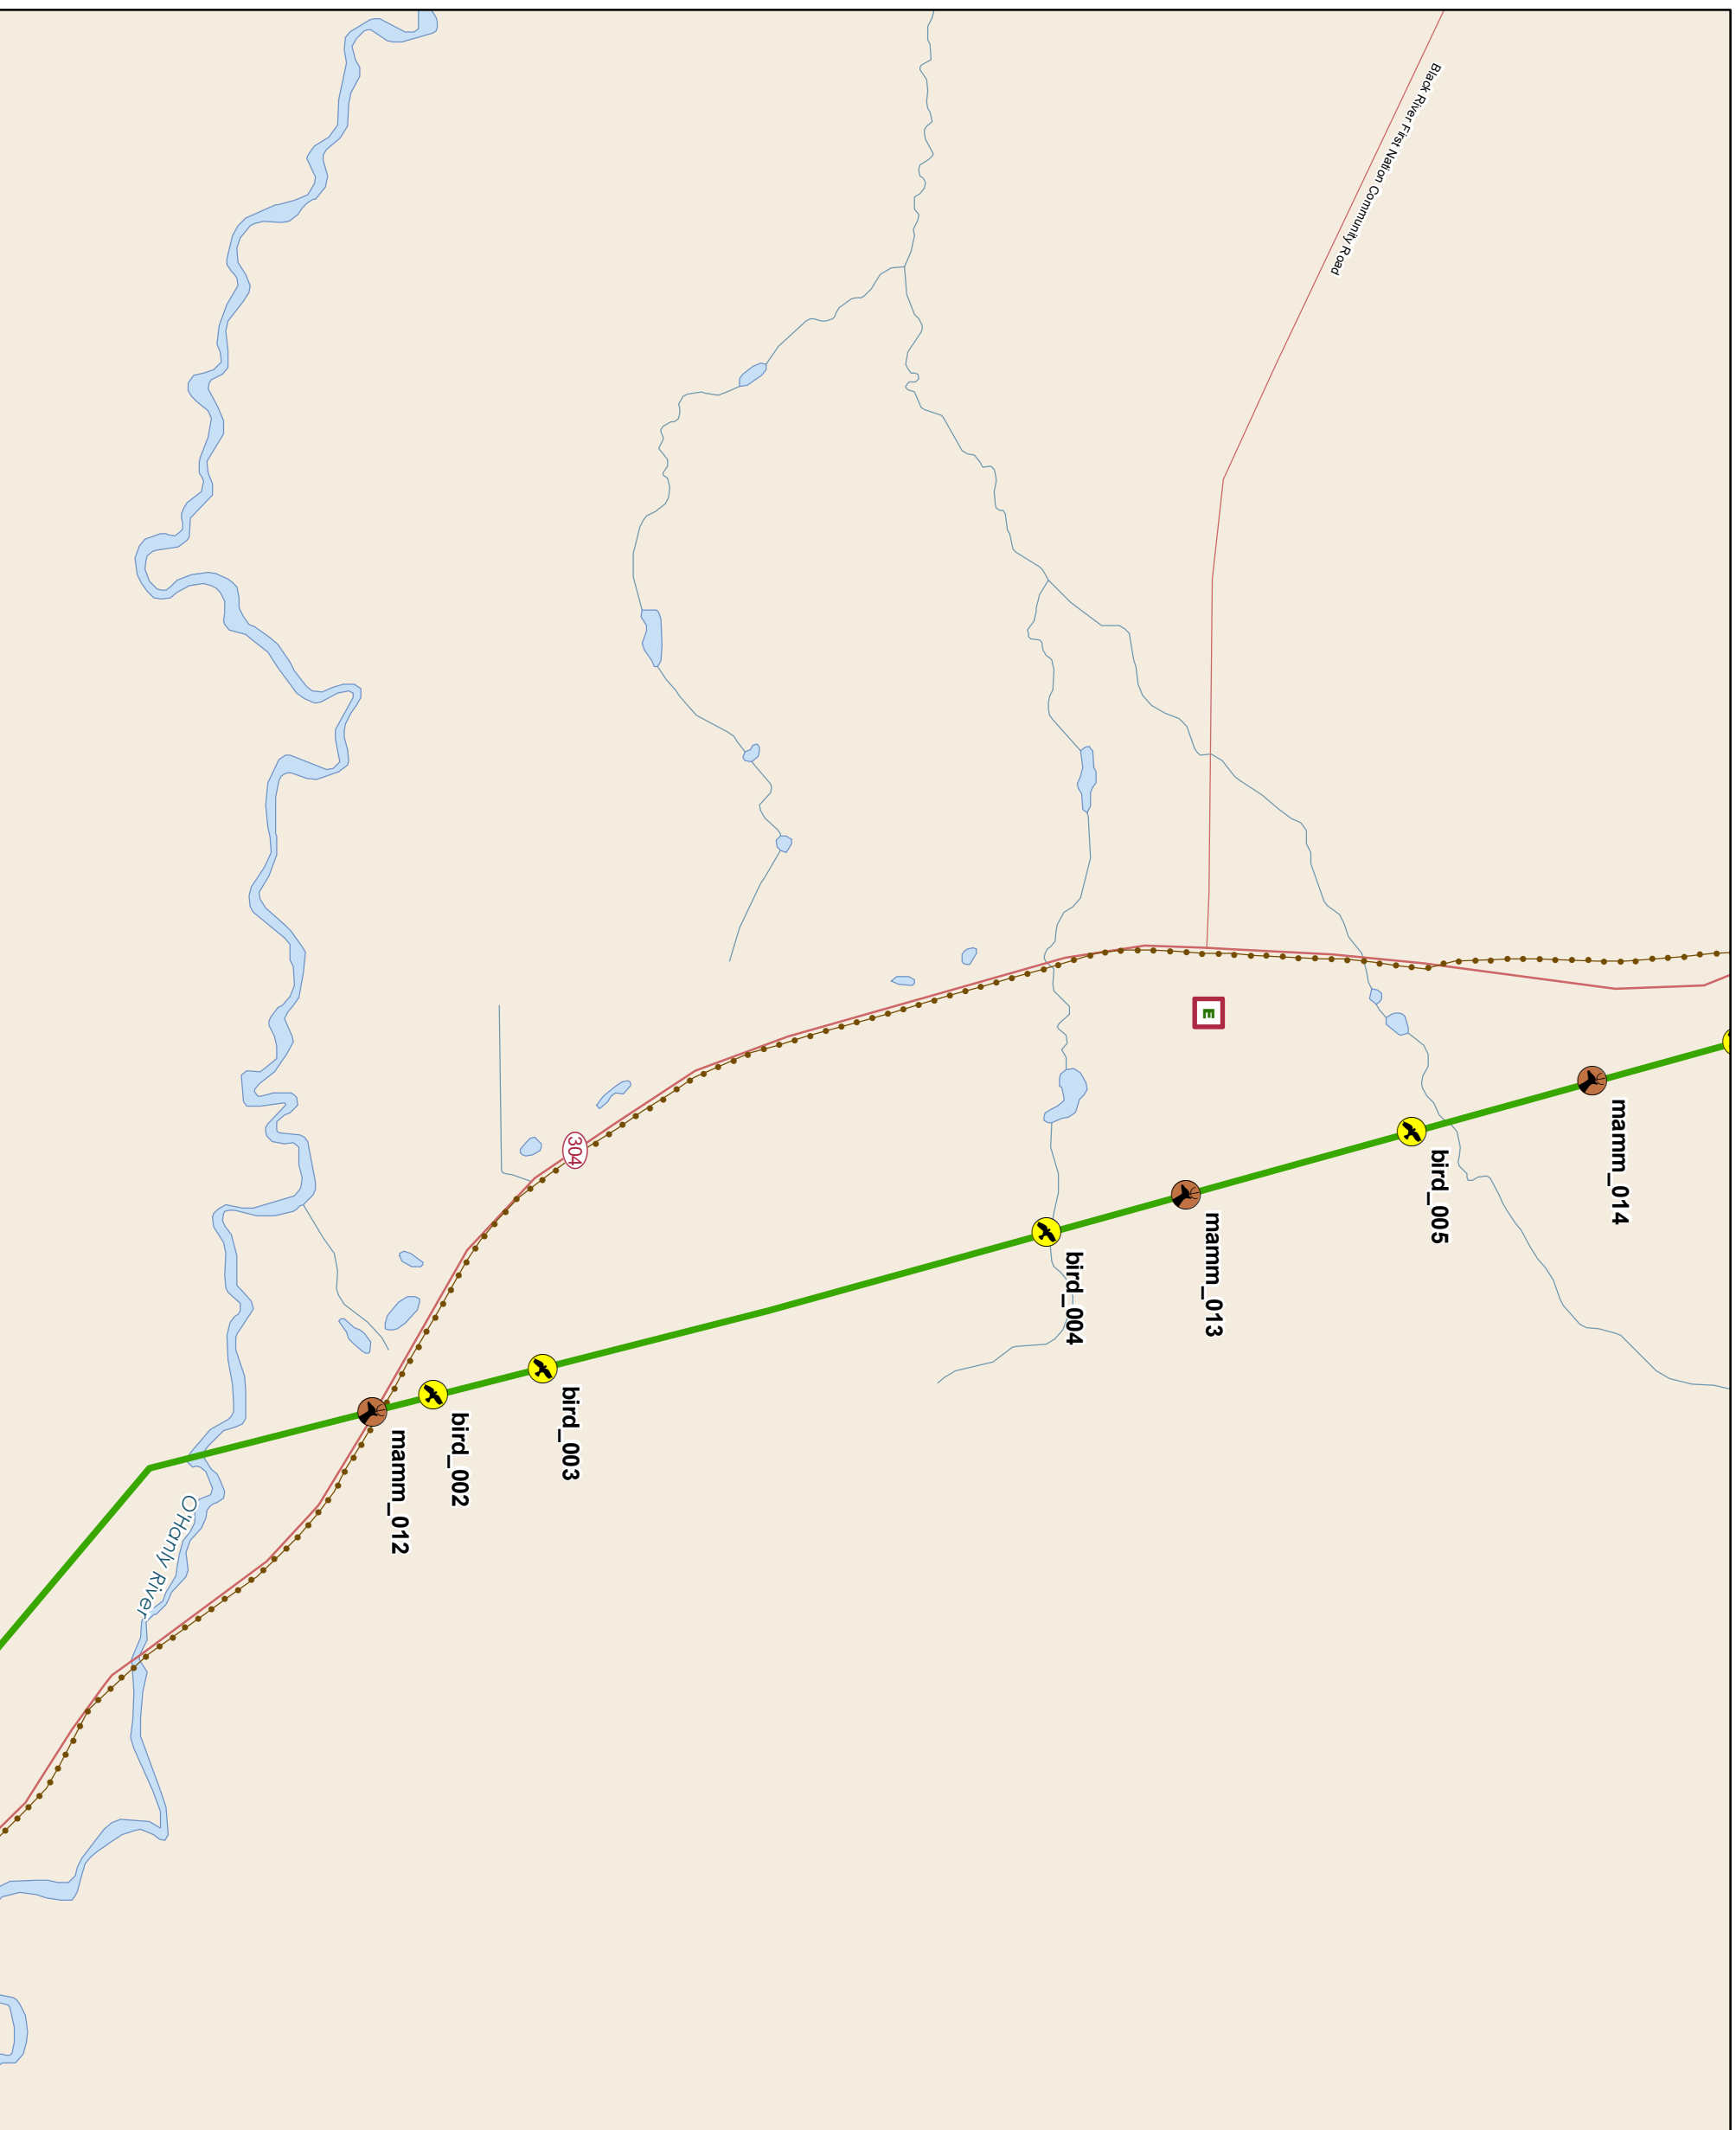 Black River First Nation Community Road
E
mamm_014
bird_005
mamm_013
bird_004
304
bird_003
bird_002
mamm_012
O'Hanly River